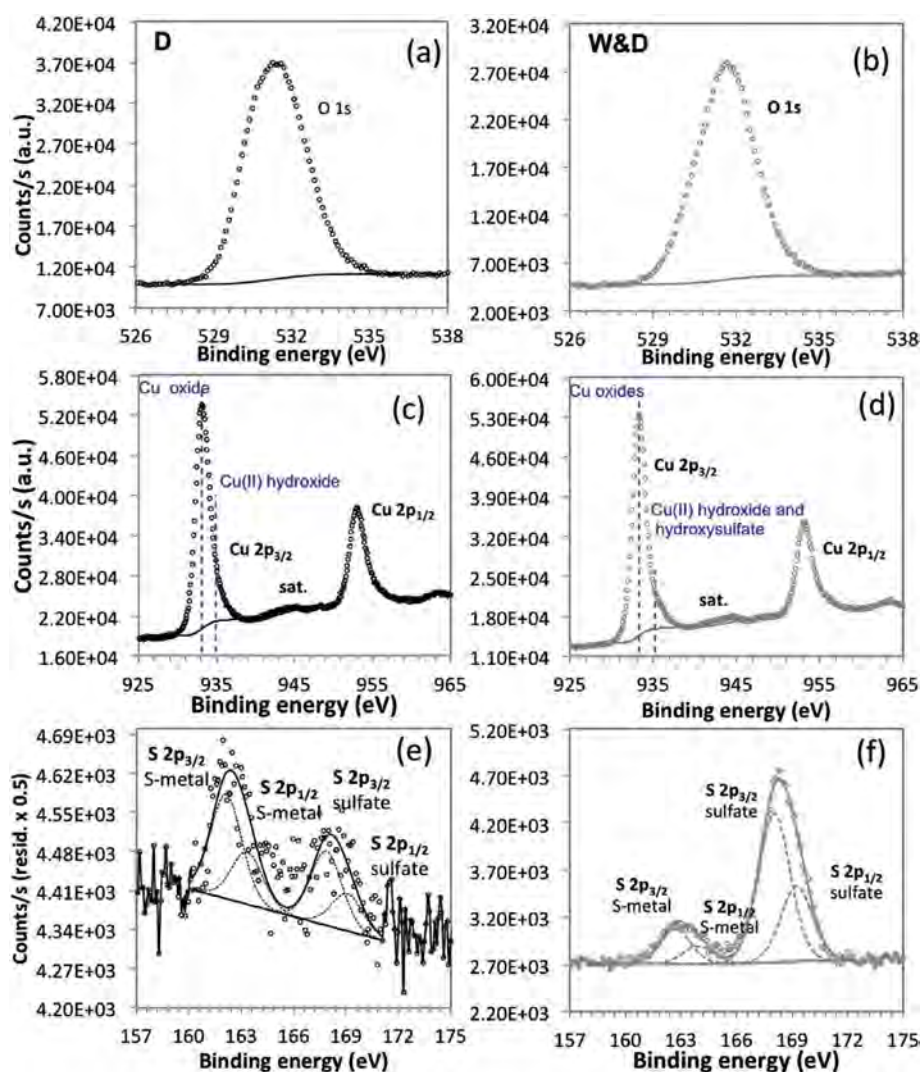 D
(a)
O 1s
Counts/s (a.u.)
4.20E+04
3.70E+04
3.20E+04
2.70E+04
2.20E+04
1.70E+04
1.20E+04
7.00E+03
526
529
532
535
538
Binding energy (eV)
W&D
(b)
O 1s
3.20E+04
2.70E+04
2.20E+04
1.70E+04
1.20E+04
7.00E+03
2.00E+03
526
529
532
535
538
Binding energy (eV)
Cu oxide
(c)
Cu(II) hydroxide
Cu 2p3/2
sat.
Cu 2p1/2
Counts/s (a.u.)
5.80E+04
5.20E+04
4.60E+04
4.00E+04
3.40E+04
2.80E+04
2.20E+04
1.60E+04
925
935
945
955
965
Binding energy (eV)
Cu oxides
(d)
Cu 2p3/2
Cu(II) hydroxide and
hydroxysulfate
sat.
Cu 2p1/2
6.00E+04
5.30E+04
4.60E+04
3.90E+04
3.20E+04
2.50E+04
1.80E+04
1.10E+04
925
935
945
955
965
Binding energy (eV)
(e)
S 2p3/2
S-metal
S 2p1/2
S-metal
S 2p3/2
sulfate
S 2p1/2
sulfate
Counts/s (resid. x 0.5)
4.69E+03
4.62E+03
4.55E+03
4.48E+03
4.41E+03
4.34E+03
4.27E+03
4.20E+03
157
160
163
166
169
172
175
Binding energy (eV)
(f)
S 2p3/2
sulfate
S 2p1/2
sulfate
S 2p3/2
S-metal
S 2p1/2
S-metal
5.20E+03
4.70E+03
4.20E+03
3.70E+03
3.20E+03
2.70E+03
2.20E+03
157
160
163
166
169
172
175
Binding energy (eV)